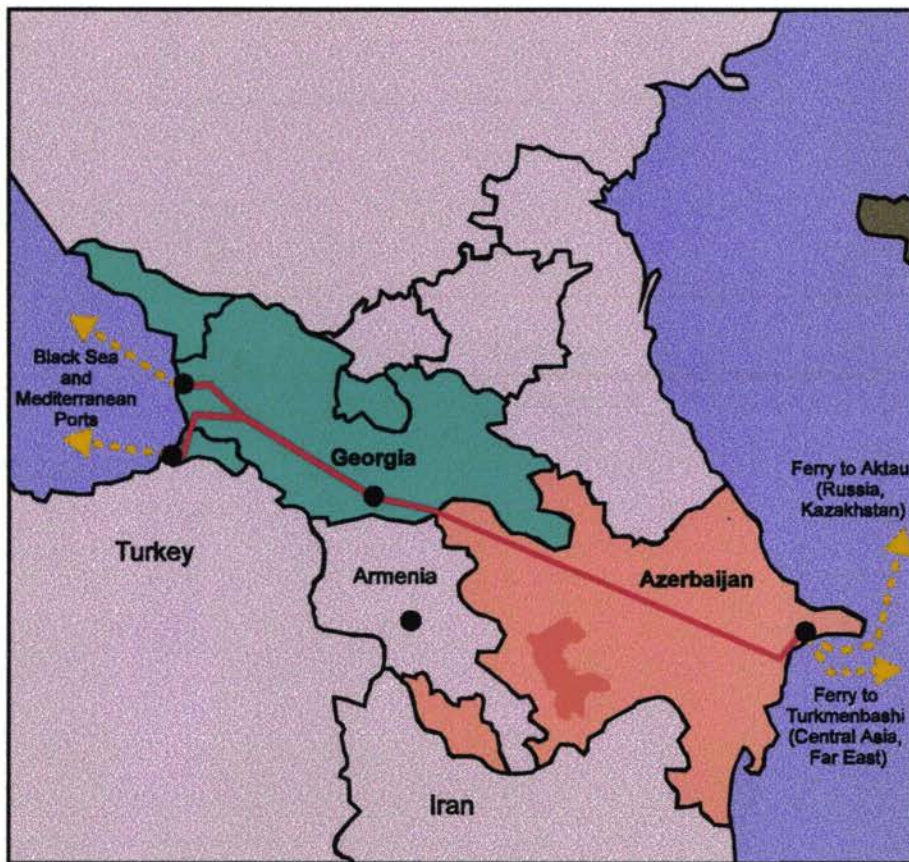 Black Sea
and
Mediterranean
Ports
Georgia
Turkey
Armenia
Azerbaijan
Iran
Ferry to Aktau
(Russia,
Kazakhstan)
Ferry to
Turkmenbashi
(Central Asia,
Far East)